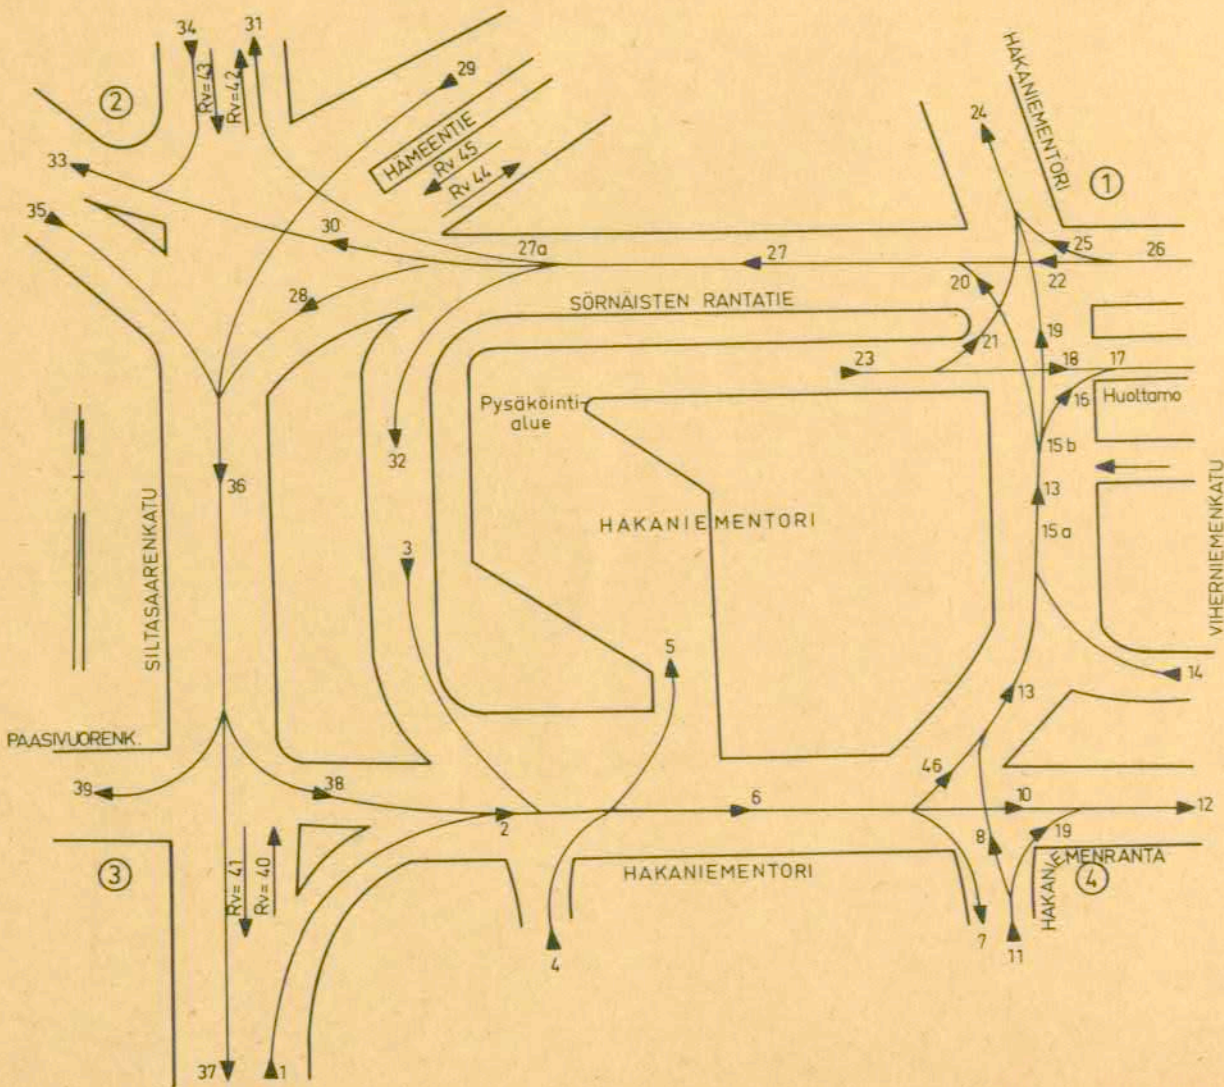 34
31
29
Rv=43
Rv=42
2
HÄMEENTIE
Rv 45
Rv 44
33
35
30
27a
28
27
SÖRNÄISTEN RANTATIE
24
HAKANIEMENTORI
1
25
26
20
22
19
21
23
18
17
16
Huoltamo
15 b
13
15 a
Pysäköinti-
alue
32
36
SILTASAARENKATU
HAKANIEMENTORI
VIHERNIEMENKATU
3
5
14
13
PAASIVUORENK.
39
38
2
6
46
10
12
8
19
HAKANIEMENRANTA
4
3
Rv=41
Rv=40
HAKANIEMENTORI
4
7
11
37
1